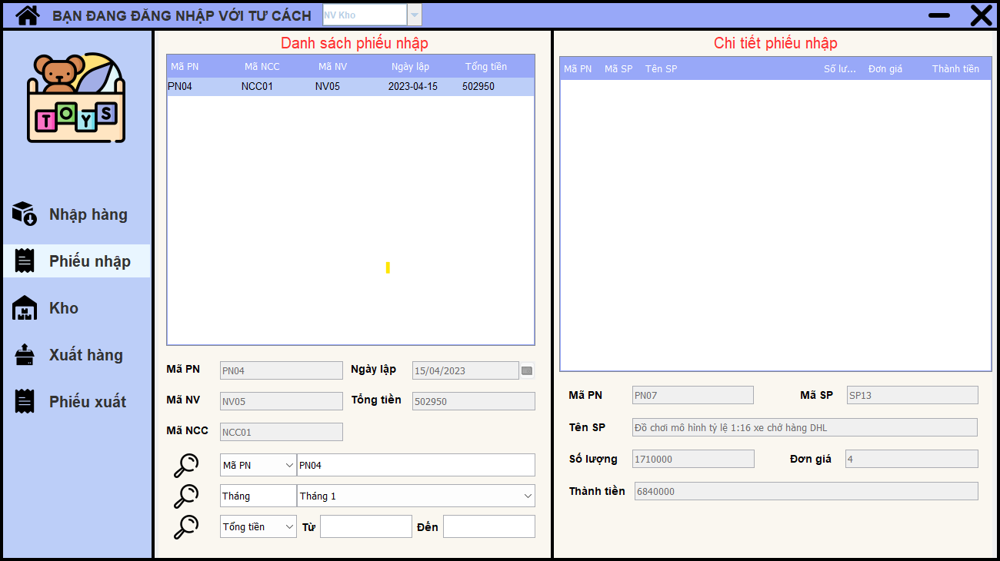 BẠN ĐANG ĐĂNG NHẬP VỚI TƯ CÁCH NV Kho
TOYS
Nhập hàng
Phiếu nhập
Kho
Xuất hàng
Phiếu xuất
Danh sách phiếu nhập
Mã PN Mã NCC Mã NV Ngày lập Tổng tiền
PN04 NCC01 NV05 2023-04-15 502950
Mã PN PN04 Ngày lập 15/04/2023
Mã NV NV05 Tổng tiền 502950
Mã NCC NCC01
Mã PN PN04
Tháng Tháng 1
Tổng tiền Từ Đến
Chi tiết phiếu nhập
Mã PN Mã SP Tên SP Số lư... Đơn giá Thành tiền
Mã PN PN07 Mã SP SP13
Tên SP Đồ chơi mô hình tỷ lệ 1:16 xe chở hàng DHL
Số lượng 1710000 Đơn giá 4
Thành tiền 6840000